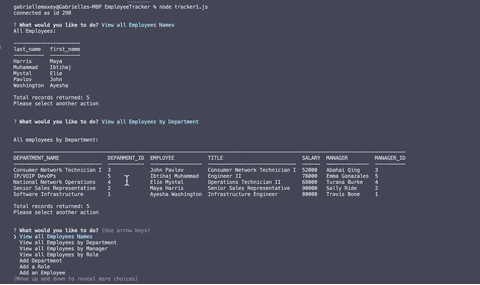 gabriellemaxey@Gabrielles-MBP EmployeeTracker % node tracker1.js
connected as id 298
? What would you like to do? View all Employees Names
All Employees:
last_name first_name
Harris Maya
Muhammad Ibtihaj
Mystal Elie
Pavlov John
Washington Ayesha
Total records returned: 5
Please select another action
? What would you like to do? View all Employees by Department
All employees by Department:
DEPARTMENT_NAME DEPARMENT_ID EMPLOYEE TITLE SALARY MANAGER MANAGER_ID
Consumer Network Technician I 3 John Pavlov Consumer Network Technician I 52000 Abahai Qing 3
IP/VOIP DevOps 5 Ibtihaj Muhammad Engineer II 78000 Emma Gonazales 5
National Network Operations 4 Elie Mystal Operations Technician II 68000 Turana Burke 4
Senior Sales Representative 2 Maya Harris Senior Sales Representative 90000 Sally Ride 2
Software Infrastructure 1 Ayesha Washington Infrastructure Engineer 80000 Travis Bone 1
Total records returned: 5
Please select another action
? What would you like to do? (Use arrow keys)
❯ View all Employees Names
View all Employees by Department
View all Employees by Manager
View all Employees by Role
Add Department
Add a Role
Add an Employee
(Move up and down to reveal more choices)